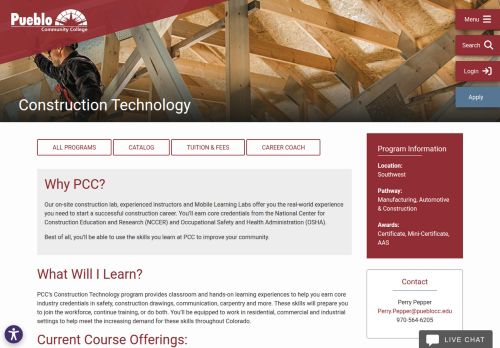 Pueblo
Community College
Menu
Search
Login
Apply
Construction Technology
ALL PROGRAMS
CATALOG
TUITION & FEES
CAREER COACH
Why PCC?
Our on-site construction lab, experienced instructors and Mobile Learning Labs offer you the real-world experience
you need to start a successful construction career. You'll earn core credentials from the National Center for
Construction Education and Research (NCCER) and Occupational Safety and Health Administration (OSHA).
Best of all, you'll be able to use the skills you learn at PCC to improve your community.
What Will I Learn?
PCC's Construction Technology program provides classroom and hands-on learning experiences to help you earn core
industry credentials in safety, construction drawings, communication, carpentry and more. These skills will prepare you
to join the workforce, continue training, or do both. You'll be equipped to work in residential, commercial and industrial
settings to help meet the increasing demand for these skills throughout Colorado.
Current Course Offerings:
Program Information
Location:
Southwest
Pathway:
Manufacturing, Automotive
& Construction
Awards:
Certificate, Mini-Certificate,
AAS
Contact
Perry Pepper
Perry.Pepper@pueblocc.edu
970-564-6205
LIVE CHAT